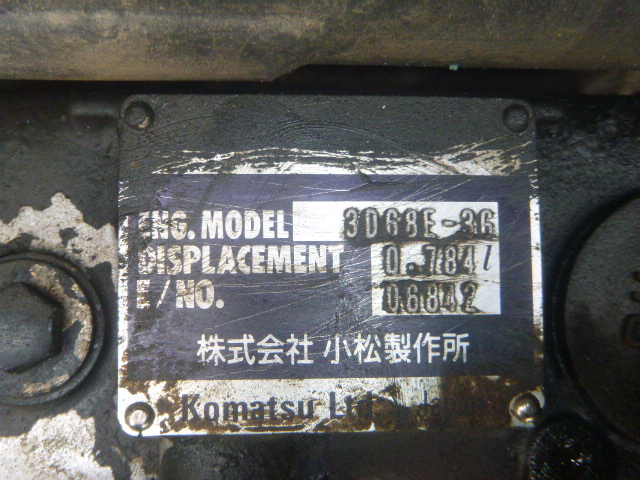 ENG. MODEL 3D68E-3G
DISPLACEMENT 0.784 l
E/NO. 06842
株式会社 小松製作所
Komatsu Ltd.